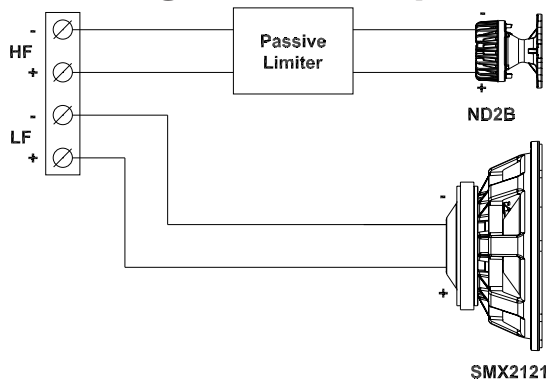 -
HF
+
-
LF
+
Passive
Limiter
-
+
ND2B
-
+
SMX2121